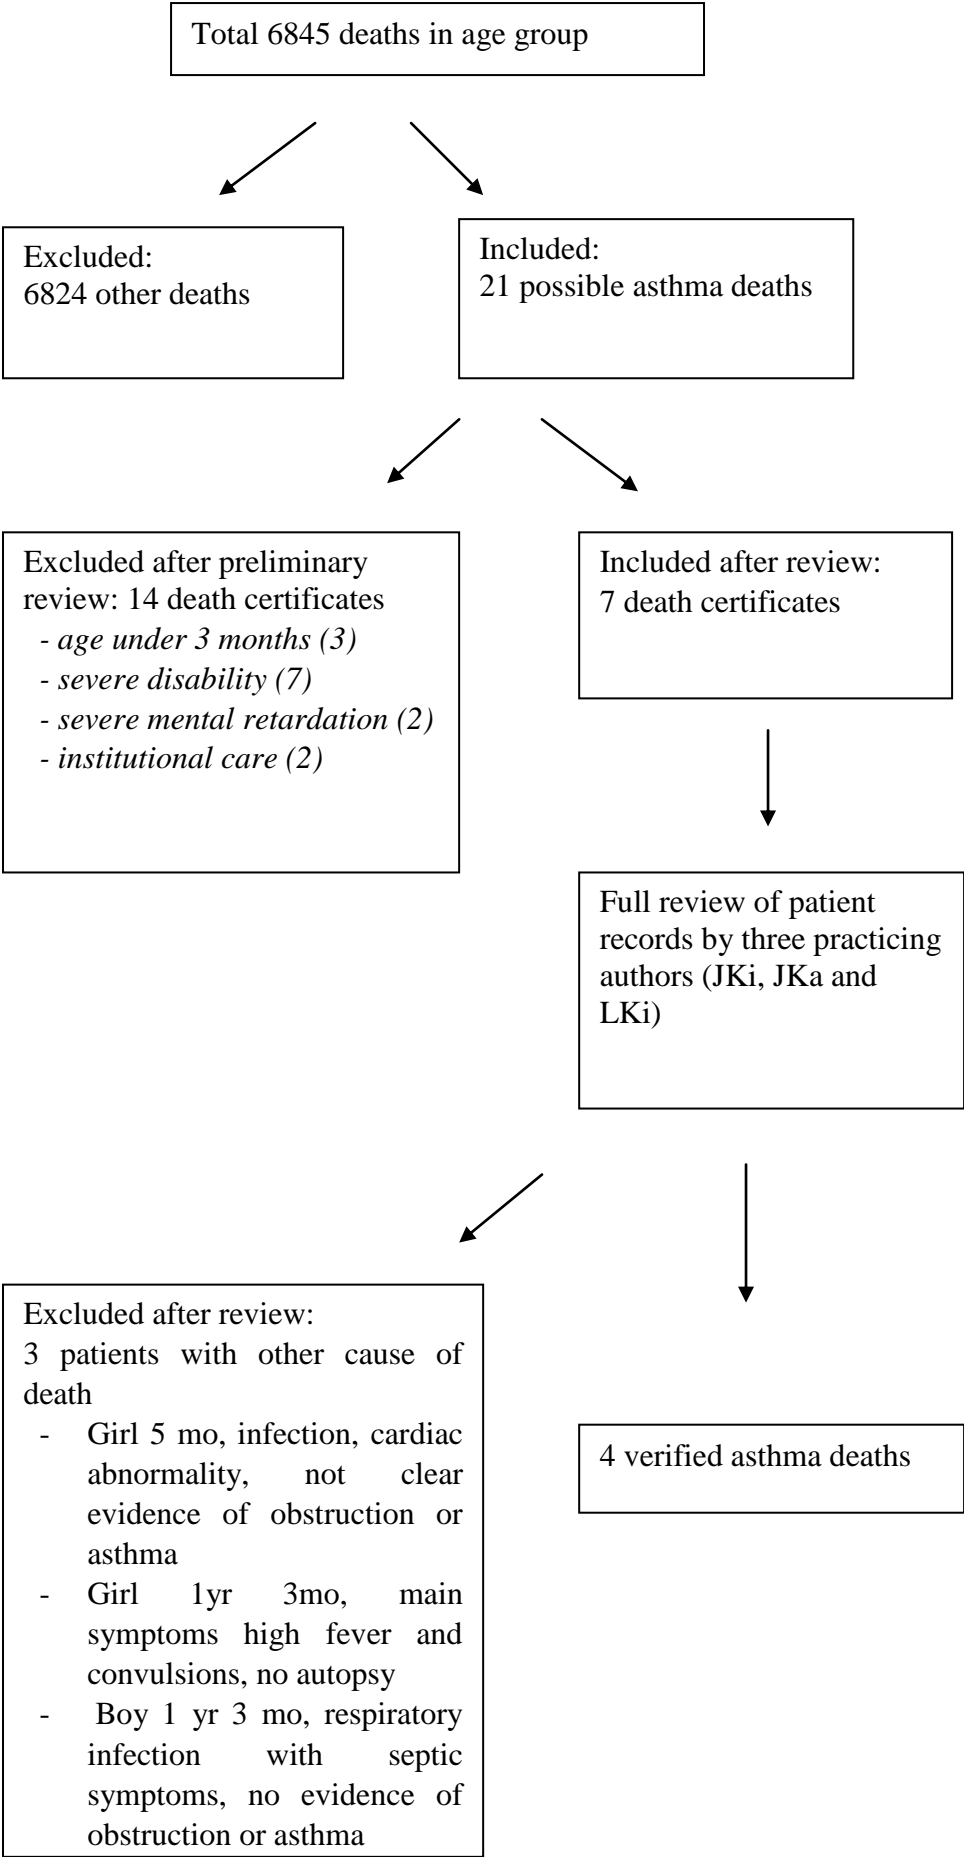 Total 6845 deaths in age group
Excluded:
6824 other deaths
Included:
21 possible asthma deaths
Excluded after preliminary
review: 14 death certificates
- age under 3 months (3)
- severe disability (7)
- severe mental retardation (2)
- institutional care (2)
Included after review:
7 death certificates
Full review of patient
records by three practicing
authors (JKi, JKa and
LKi)
Excluded after review:
3 patients with other cause of
death
- Girl 5 mo, infection, cardiac
abnormality, not clear
evidence of obstruction or
asthma
- Girl 1yr 3mo, main
symptoms high fever and
convulsions, no autopsy
- Boy 1 yr 3 mo, respiratory
infection with septic
symptoms, no evidence of
obstruction or asthma
4 verified asthma deaths